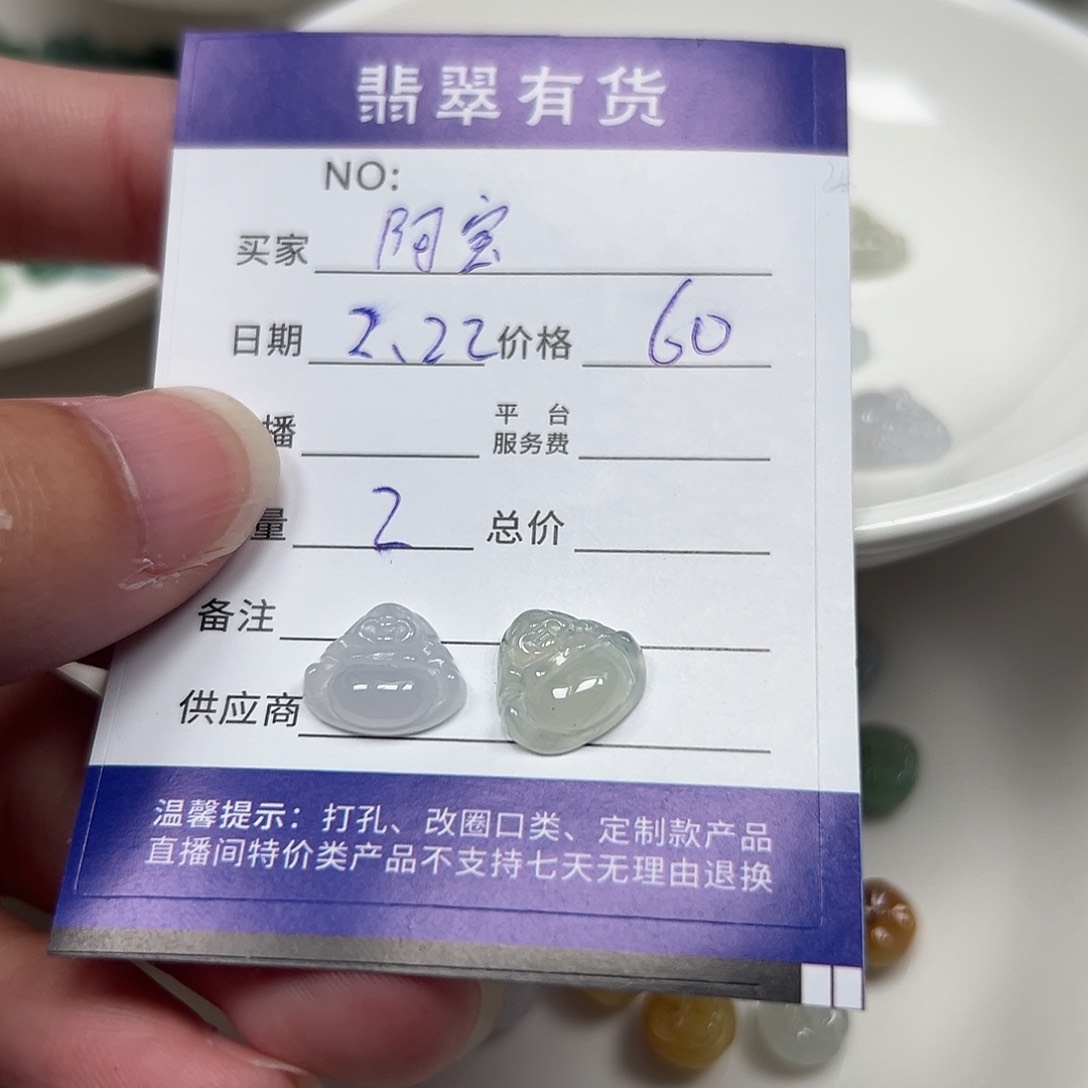 翡翠有货
NO:
买家 阿宝
日期 2、22 价格 60
播 平台
服务费
量 2 总价
备注
供应商
温馨提示：打孔、改圈口类、定制款产品
直播间特价类产品不支持七天无理由退换